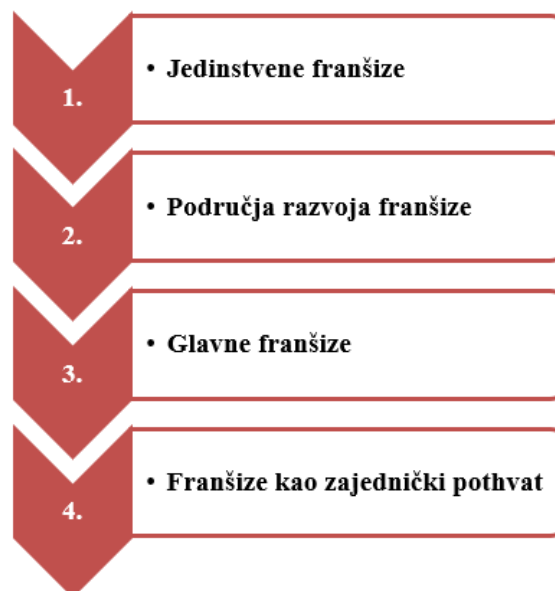 1.
• Jedinstvene franšize
2.
• Područja razvoja franšize
3.
• Glavne franšize
4.
• Franšize kao zajednički pothvat